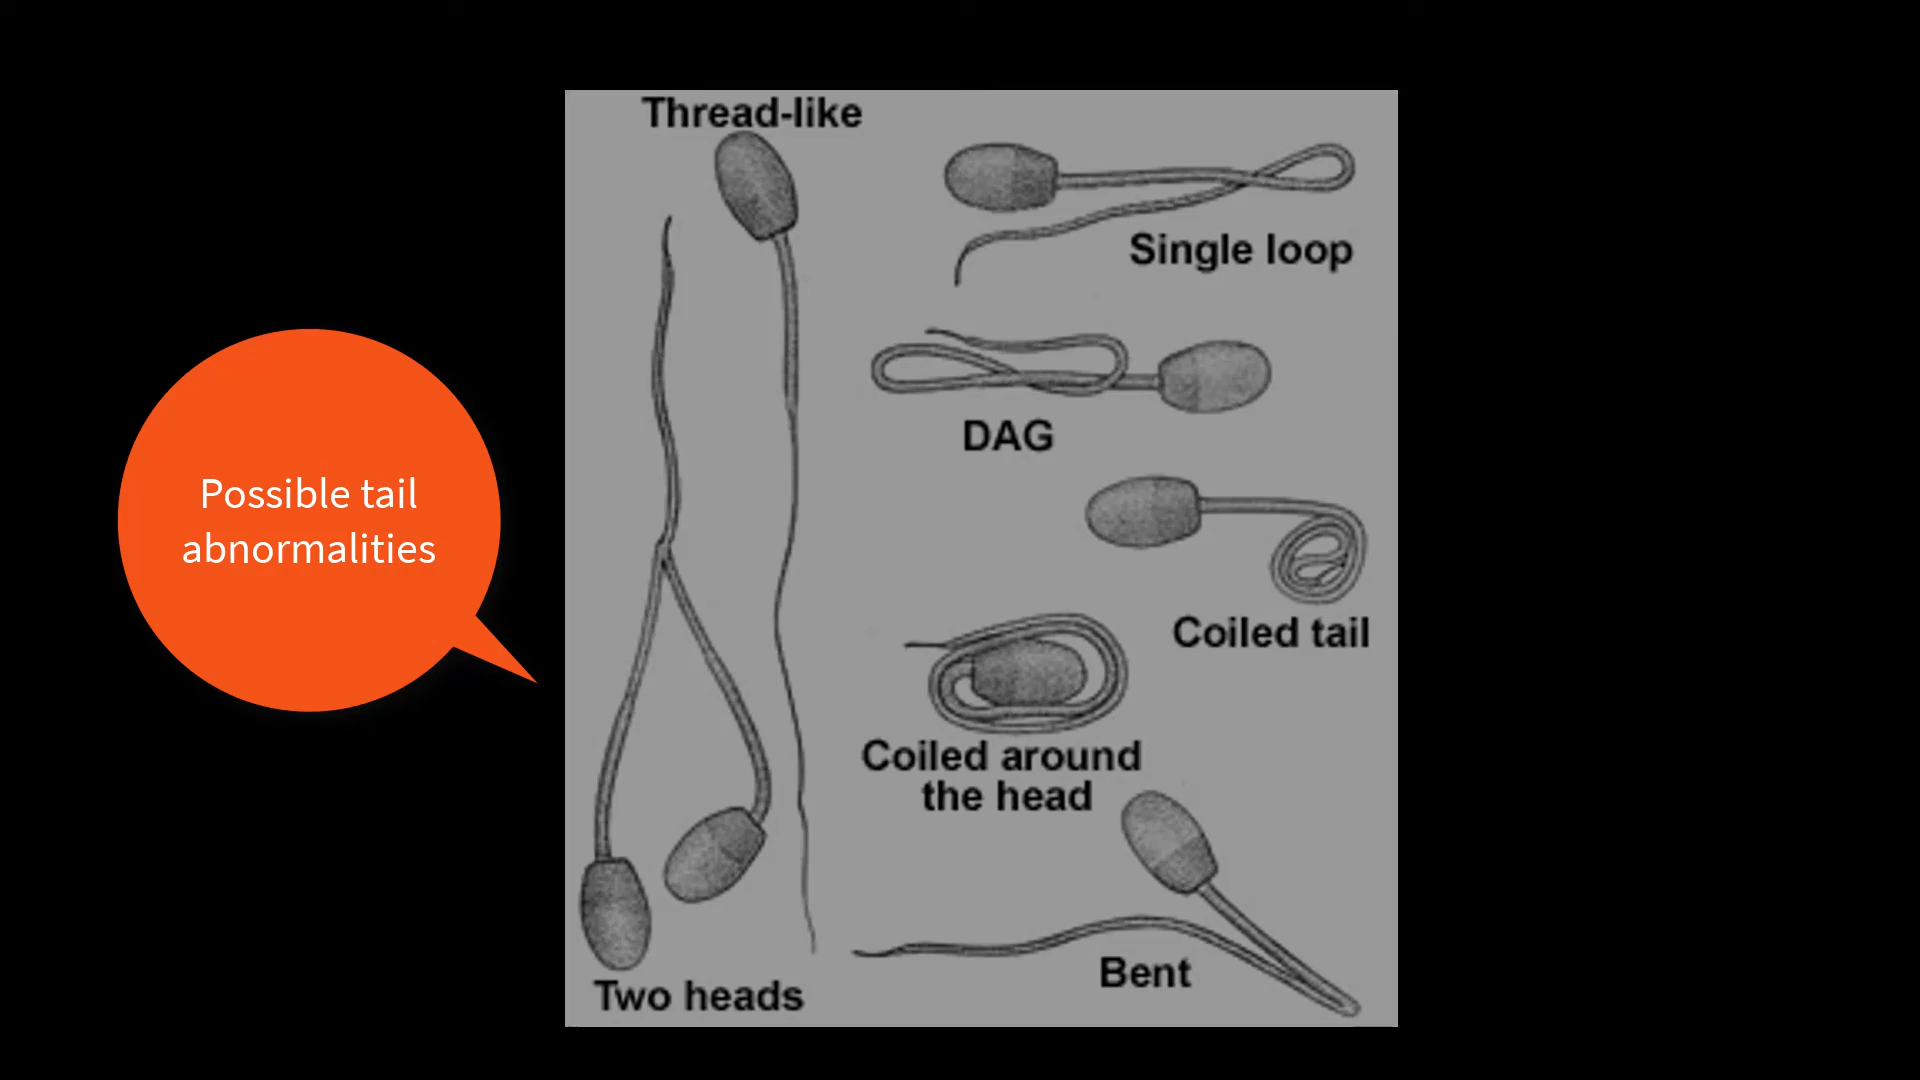 Possible tail
abnormalities
Thread-like
Single loop
DAG
Coiled tail
Coiled around
the head
Bent
Two heads